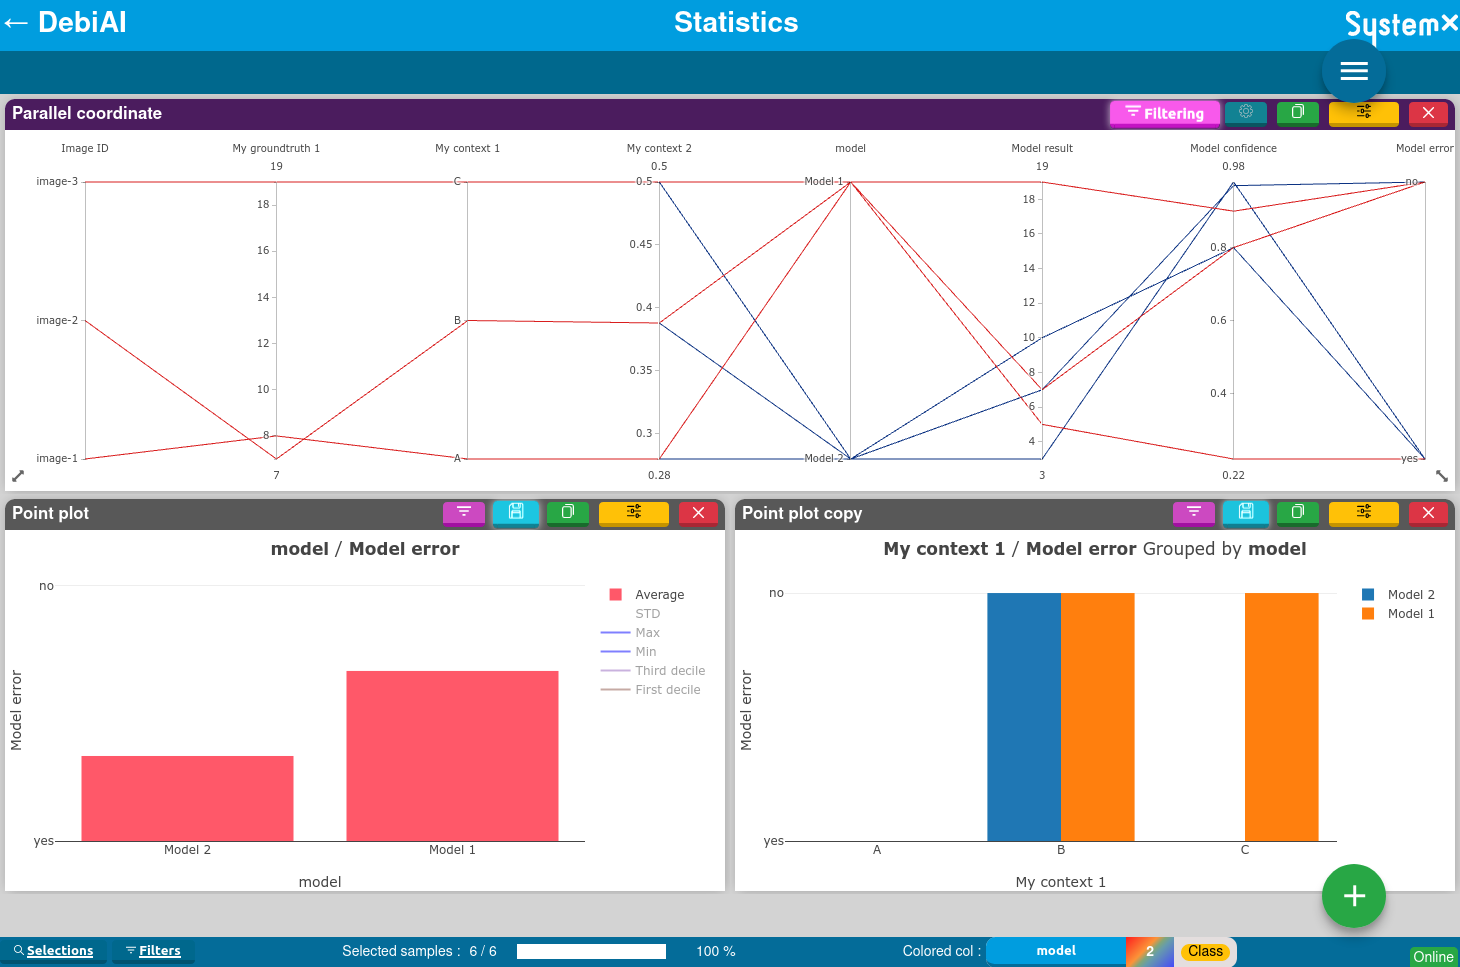 ← DebiAI
Statistics
System×
Parallel coordinate
Filtering
Image ID My groundtruth 1 My context 1 My context 2 model Model result Model confidence Model error
19 0.5 19 0.98
image-3 C 0.5 Model 1 no
18 18
0.45 16
16 0.8
14 14
0.4 12
image-2 B 0.6
12 10
0.35
10 8
0.4
8 6
0.3 4
image-1 A Model 2 yes
7 0.28 3 0.22
Point plot
model / Model error
no
Average
STD
Max
Min
Third decile
First decile
Model error
yes
Model 2 Model 1
model
Point plot copy
My context 1 / Model error Grouped by model
no
Model 2
Model 1
Model error
yes
A B C
My context 1
Selections Filters Selected samples : 6 / 6 100 % Colored col : model 2 Class Online